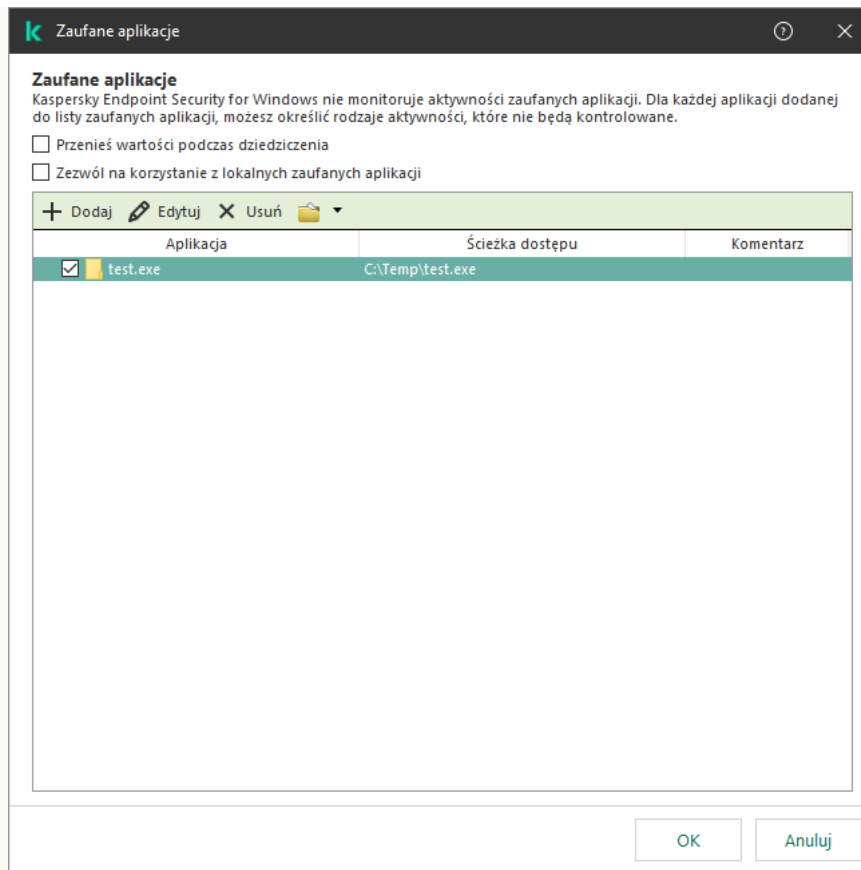 Zaufane aplikacje
Zaufane aplikacje
Kaspersky Endpoint Security for Windows nie monitoruje aktywności zaufanych aplikacji. Dla każdej aplikacji dodanej
do listy zaufanych aplikacji, możesz określić rodzaje aktywności, które nie będą kontrolowane.
Przenieś wartości podczas dziedziczenia
Zezwól na korzystanie z lokalnych zaufanych aplikacji
Dodaj Edytuj Usuń
Aplikacja Ścieżka dostępu Komentarz
test.exe C:\Temp\test.exe
OK Anuluj